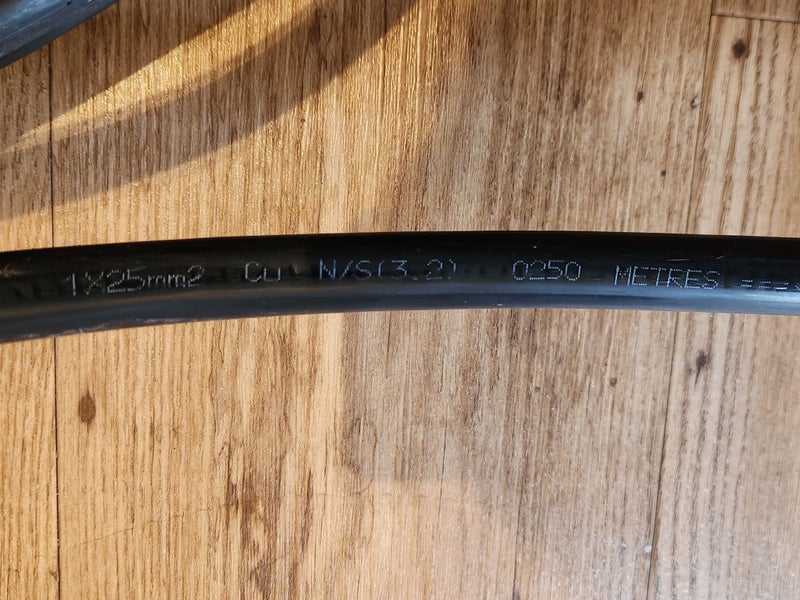 1X25mm2 Cu N/S(3.2) 0250 METRES ====